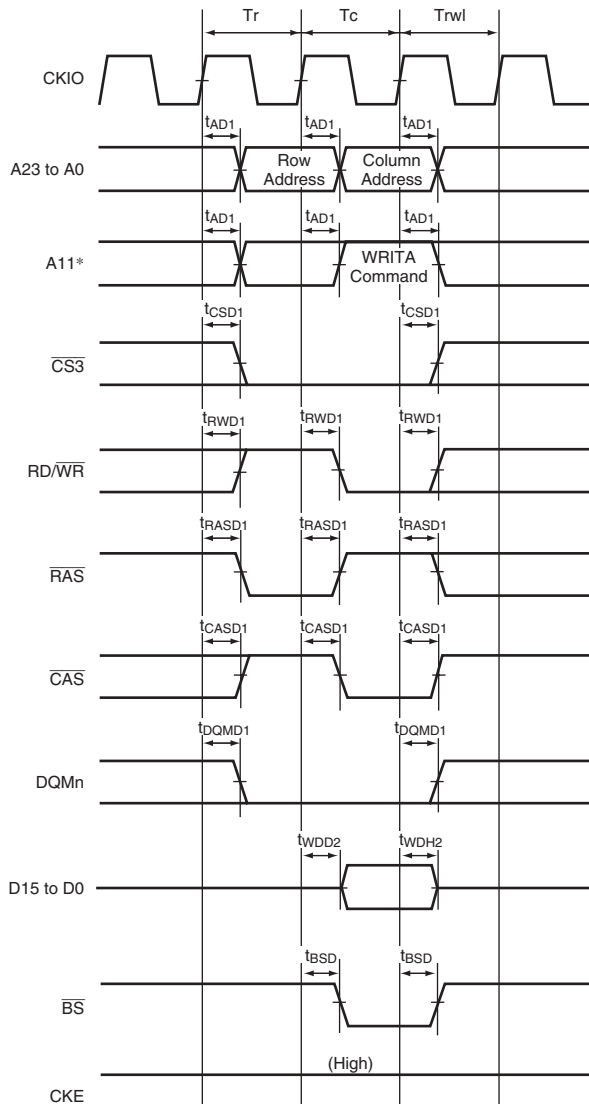 Tr Tc Trwl
CKIO
tAD1 tAD1 tAD1
A23 to A0 Row Address Column Address
tAD1 tAD1 tAD1
A11* WRITA Command
tCSD1 tCSD1
CS3
tRWD1 tRWD1 tRWD1
RD/WR
tRASD1 tRASD1 tRASD1
RAS
tCASD1 tCASD1 tCASD1
CAS
tDQMD1 tDQMD1
DQMn
tWDD2 tWDH2
D15 to D0
tBSD tBSD
BS
(High)
CKE